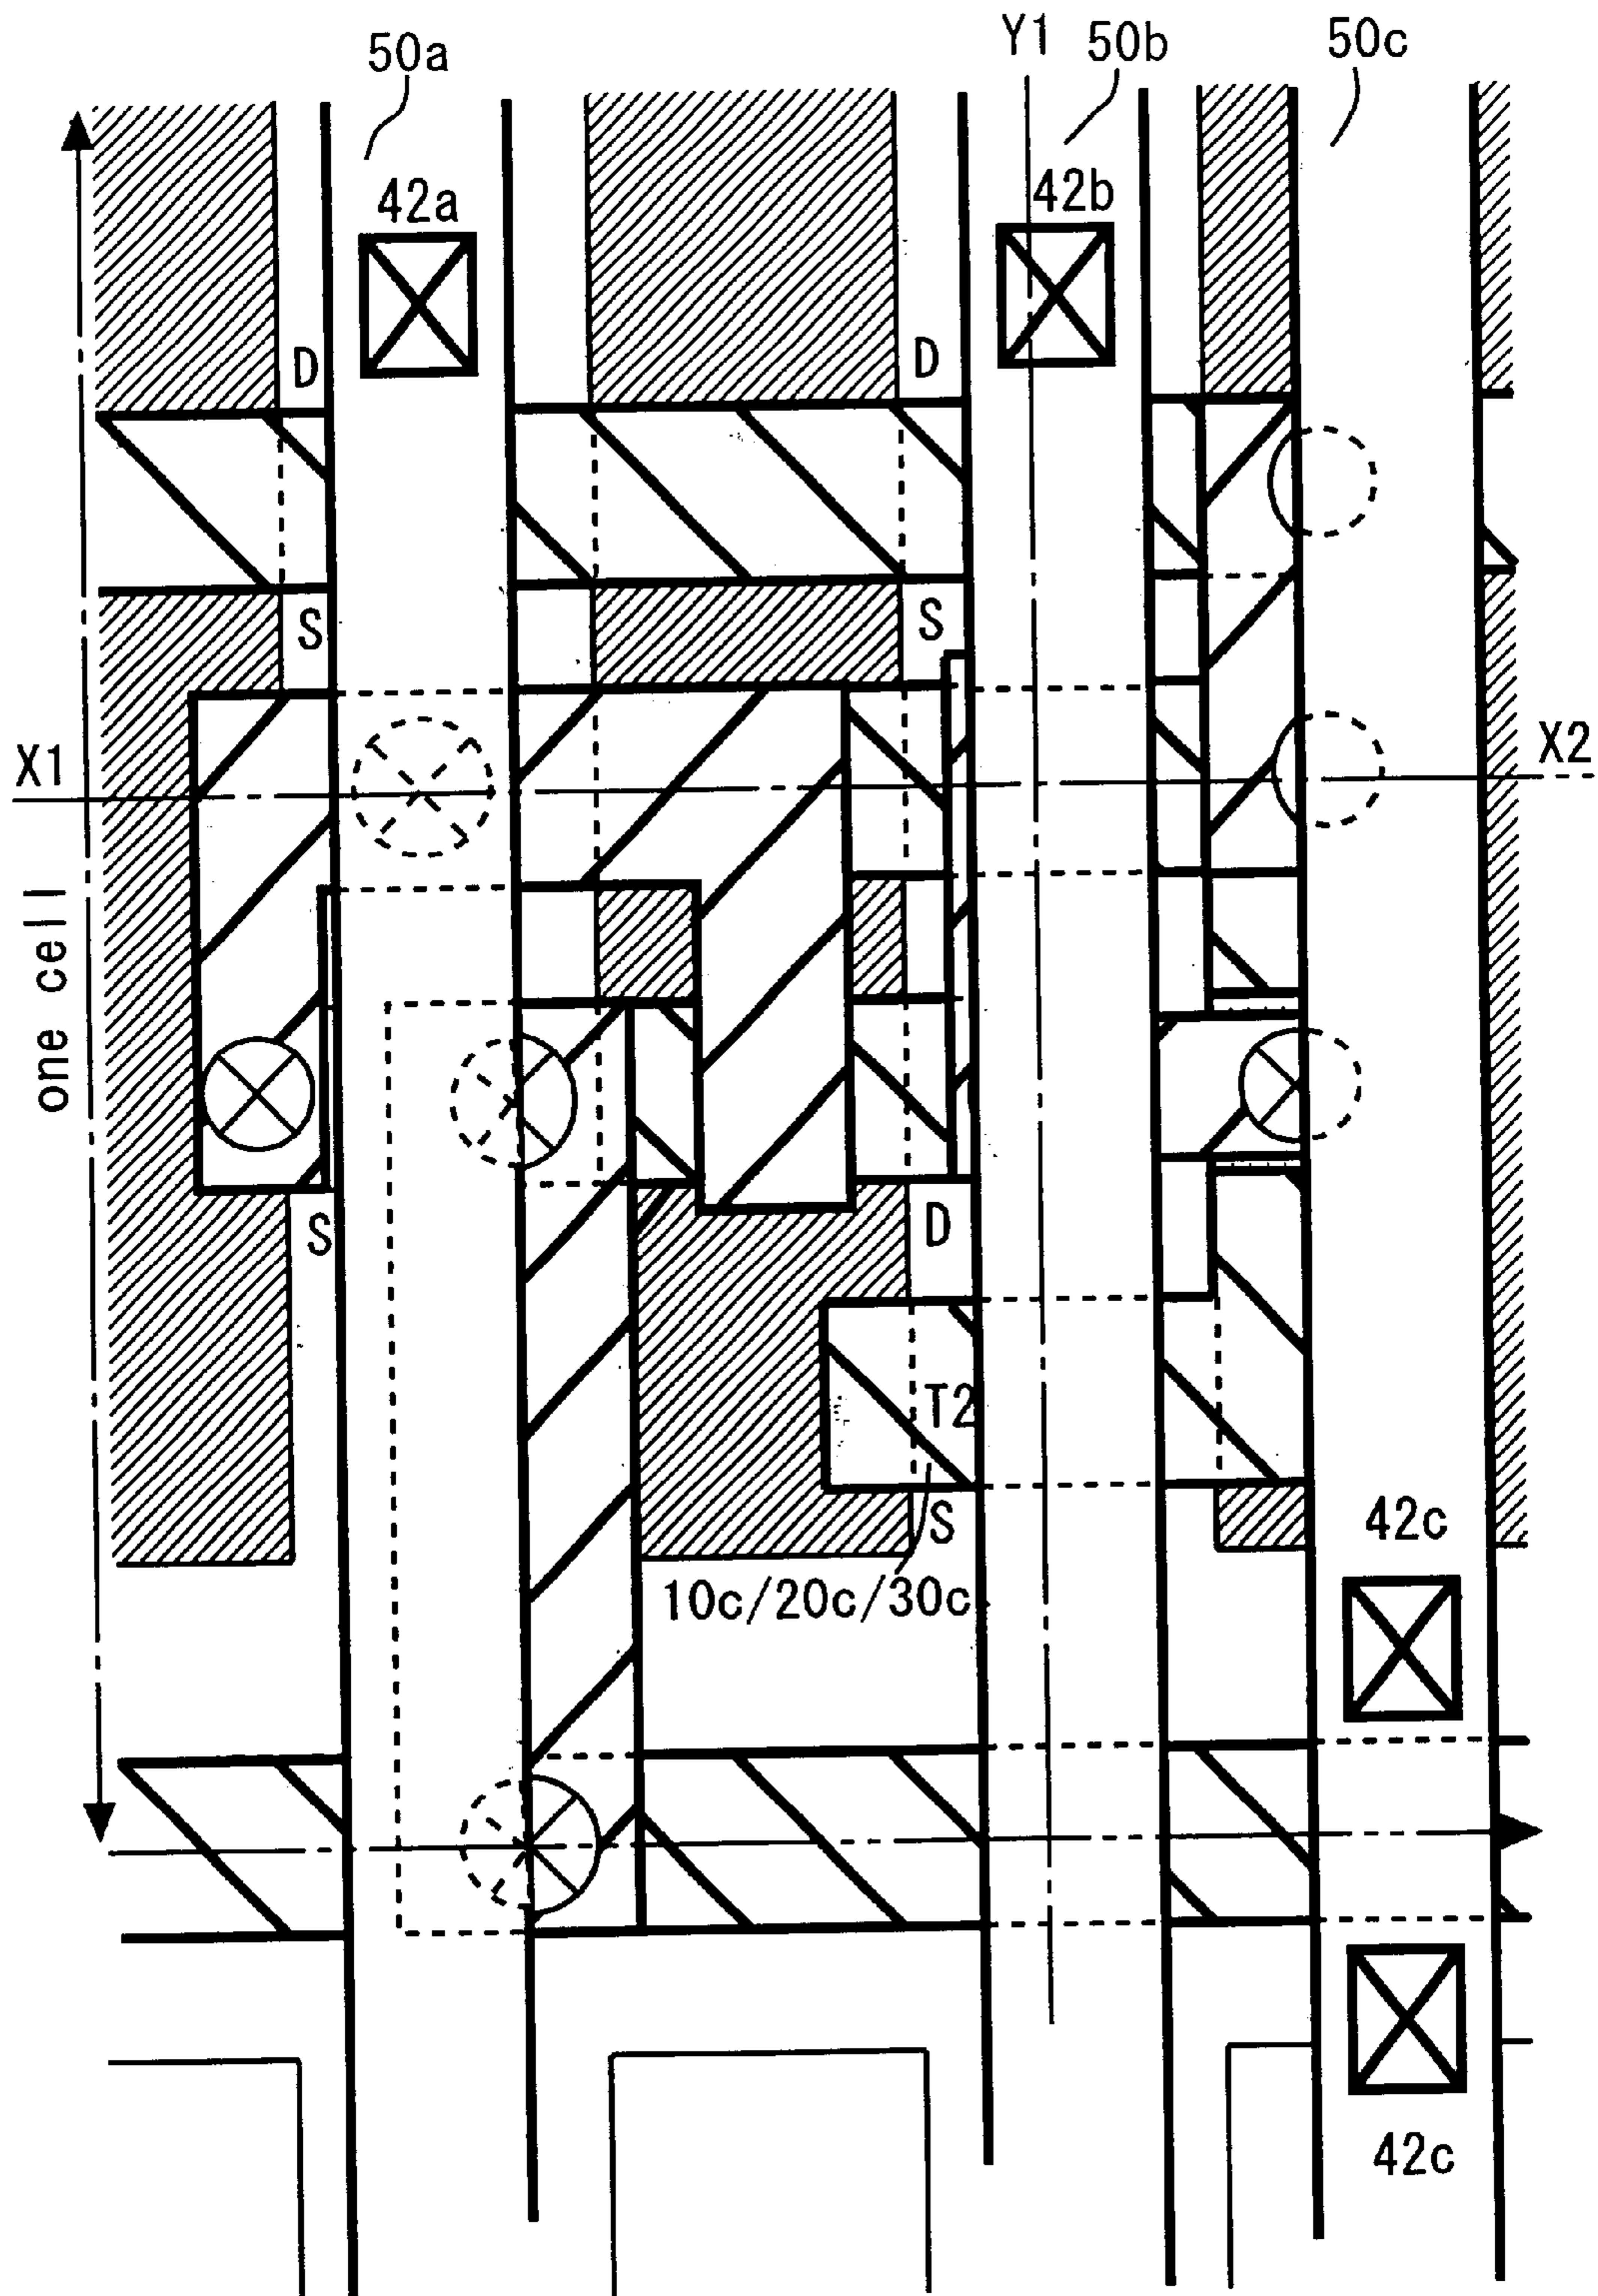 50a
Y1
50b
50c
42a
42b
D
D
S
S
X1
X2
one cell
S
D
T2
S
42c
10c/20c/30c
42c